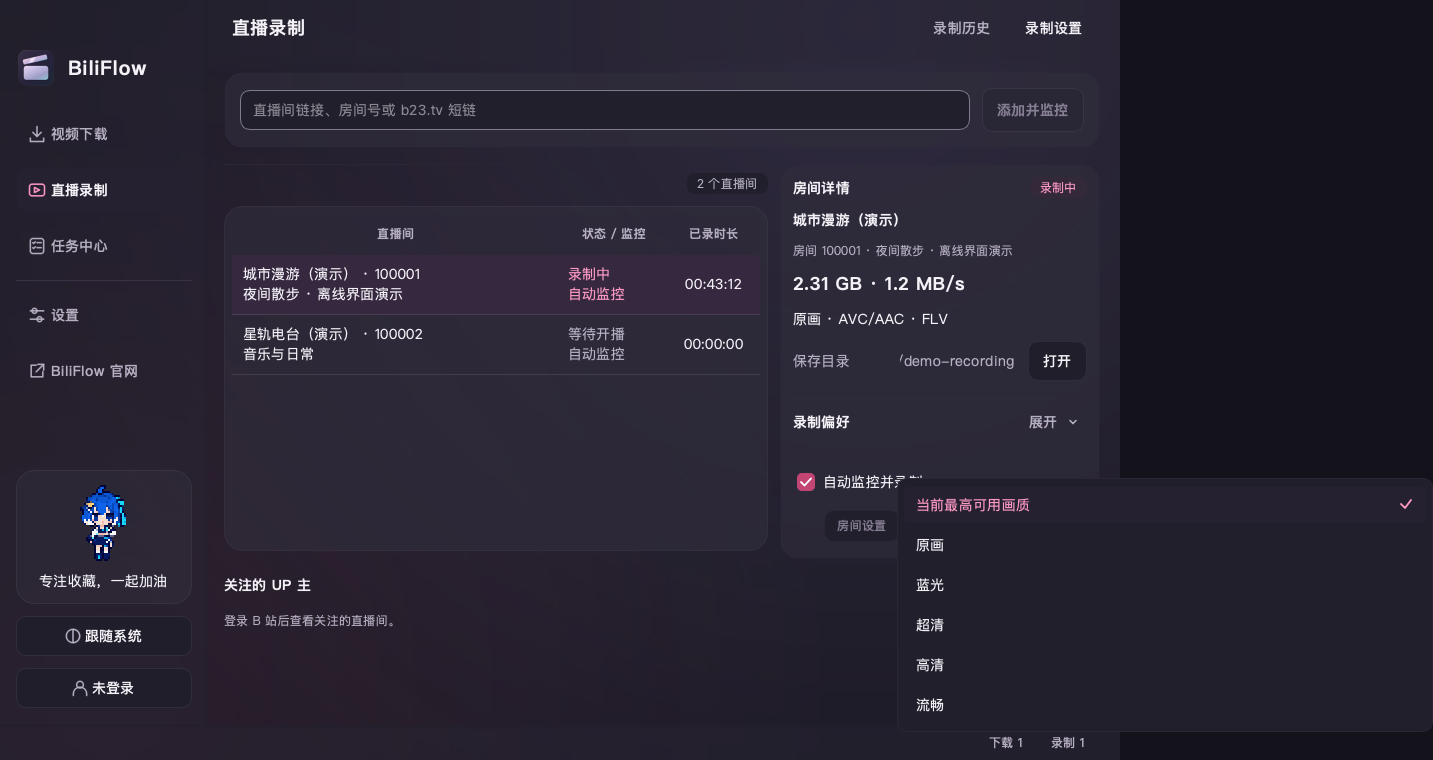 直播录制
录制历史
录制设置
BiliFlow
视频下载
直播录制
任务中心
设置
BiliFlow 官网
专注收藏，一起加油
跟随系统
未登录
直播间链接、房间号或 b23.tv 短链
添加并监控
2 个直播间
直播间
状态 / 监控
已录时长
城市漫游（演示） · 100001
夜间散步 · 离线界面演示
录制中
自动监控
00:43:12
星轨电台（演示） · 100002
音乐与日常
等待开播
自动监控
00:00:00
关注的 UP 主
登录 B 站后查看关注的直播间。
房间详情
录制中
城市漫游（演示）
房间 100001 · 夜间散步 · 离线界面演示
2.31 GB · 1.2 MB/s
原画 · AVC/AAC · FLV
保存目录
/demo-recording
打开
录制偏好
展开
自动监控并录制
房间设置
当前最高可用画质
原画
蓝光
超清
高清
流畅
下载 1
录制 1